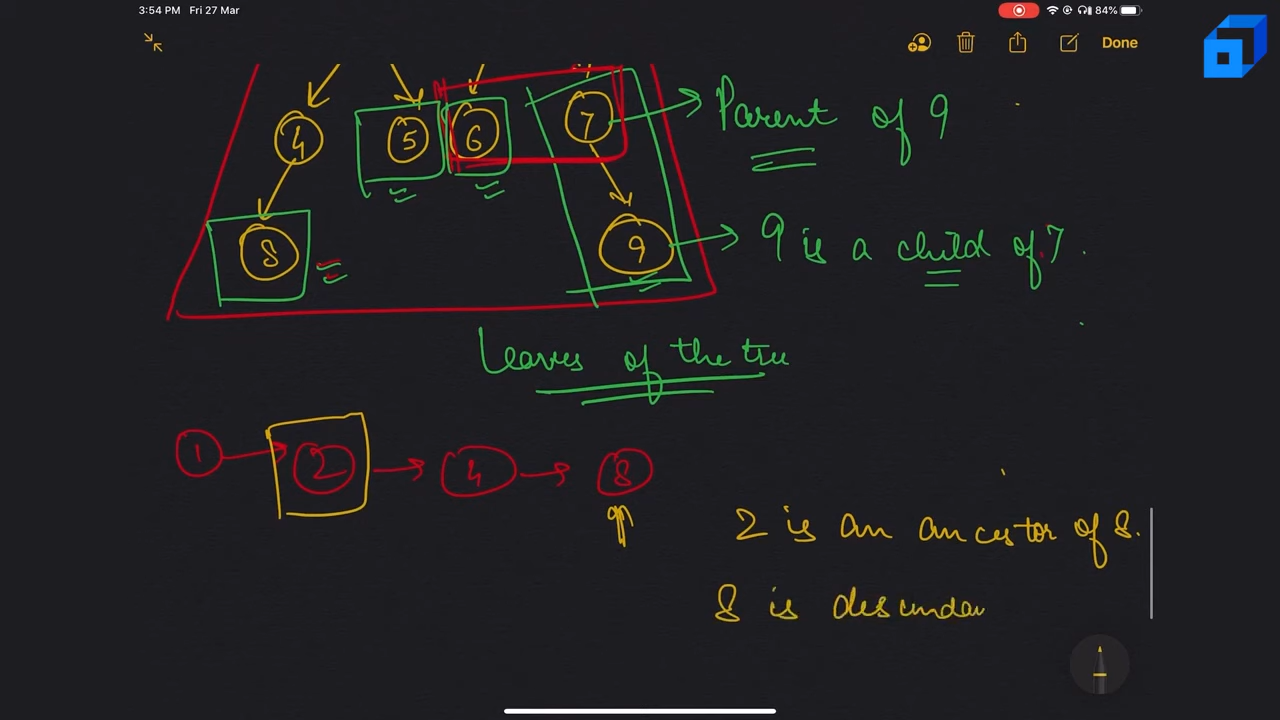 3:54 PM Fri 27 Mar
84%
Done
4 5 6 7 Parent of 9
8 9 9 is a child of 7.
Leaves of the tree
1 2 4 8
2 is an ancestor of 8.
8 is descendan